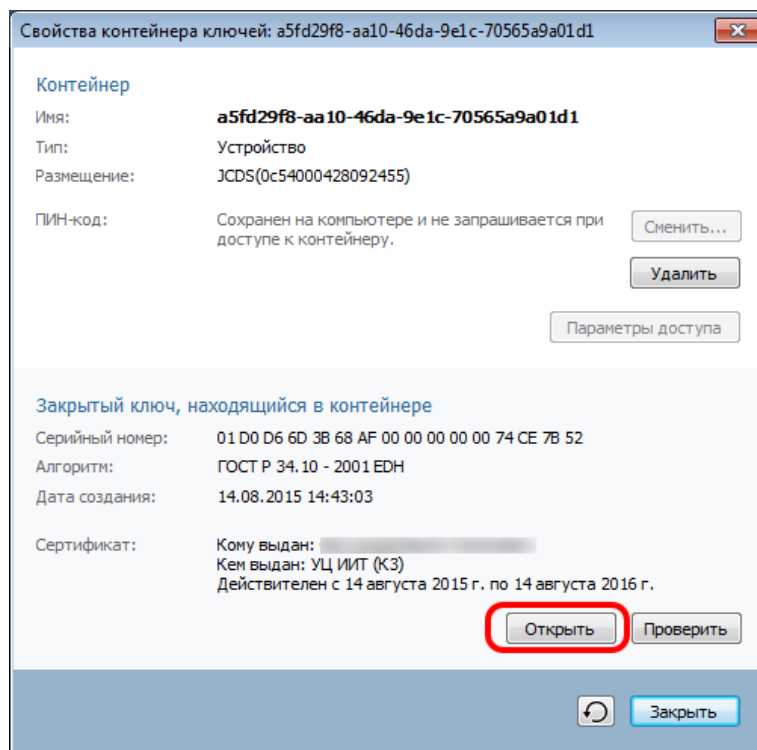 Свойства контейнера ключей: a5fd29f8-aa10-46da-9e1c-70565a9a01d1
Контейнер
Имя: a5fd29f8-aa10-46da-9e1c-70565a9a01d1
Тип: Устройство
Размещение: JCDS(0c54000428092455)
ПИН-код: Сохранен на компьютере и не запрашивается при
доступе к контейнеру.
Сменить...
Удалить
Параметры доступа
Закрытый ключ, находящийся в контейнере
Серийный номер: 01 D0 D6 6D 3B 68 AF 00 00 00 00 00 74 CE 7B 52
Алгоритм: ГОСТ Р 34.10 - 2001 EDH
Дата создания: 14.08.2015 14:43:03
Сертификат: Кому выдан:
Кем выдан: УЦ ИИТ (К3)
Действителен с 14 августа 2015 г. по 14 августа 2016 г.
Открыть Проверить
Закрыть